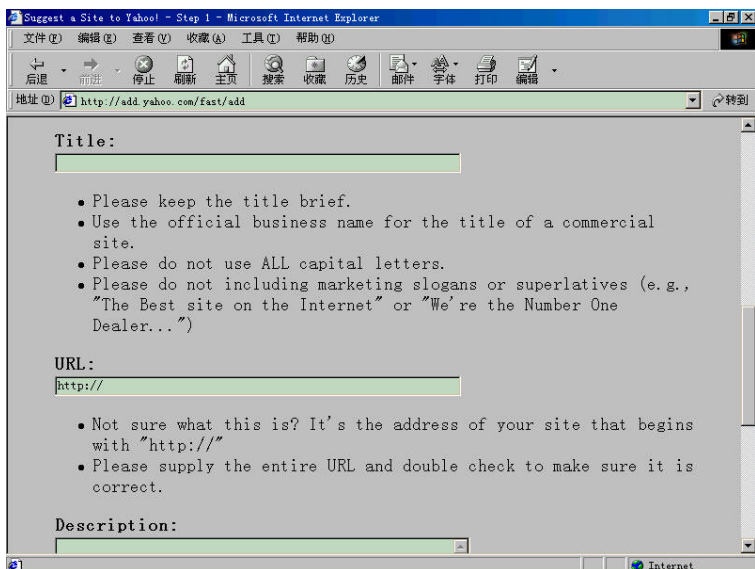 Suggest a Site to Yahoo! - Step 1 - Microsoft Internet Explorer
文件(F) 编辑(E) 查看(V) 收藏(A) 工具(T) 帮助(H)
后退 前进 停止 刷新 主页 搜索 收藏 历史 邮件 字体 打印 编辑
地址(D) http://add.yahoo.com/fast/add 转到
Title:
Please keep the title brief.
Use the official business name for the title of a commercial
site.
Please do not use ALL capital letters.
Please do not including marketing slogans or superlatives (e.g.,
"The Best site on the Internet" or "We're the Number One
Dealer...")
URL:
http://
Not sure what this is? It's the address of your site that begins
with "http://"
Please supply the entire URL and double check to make sure it is
correct.
Description:
Internet